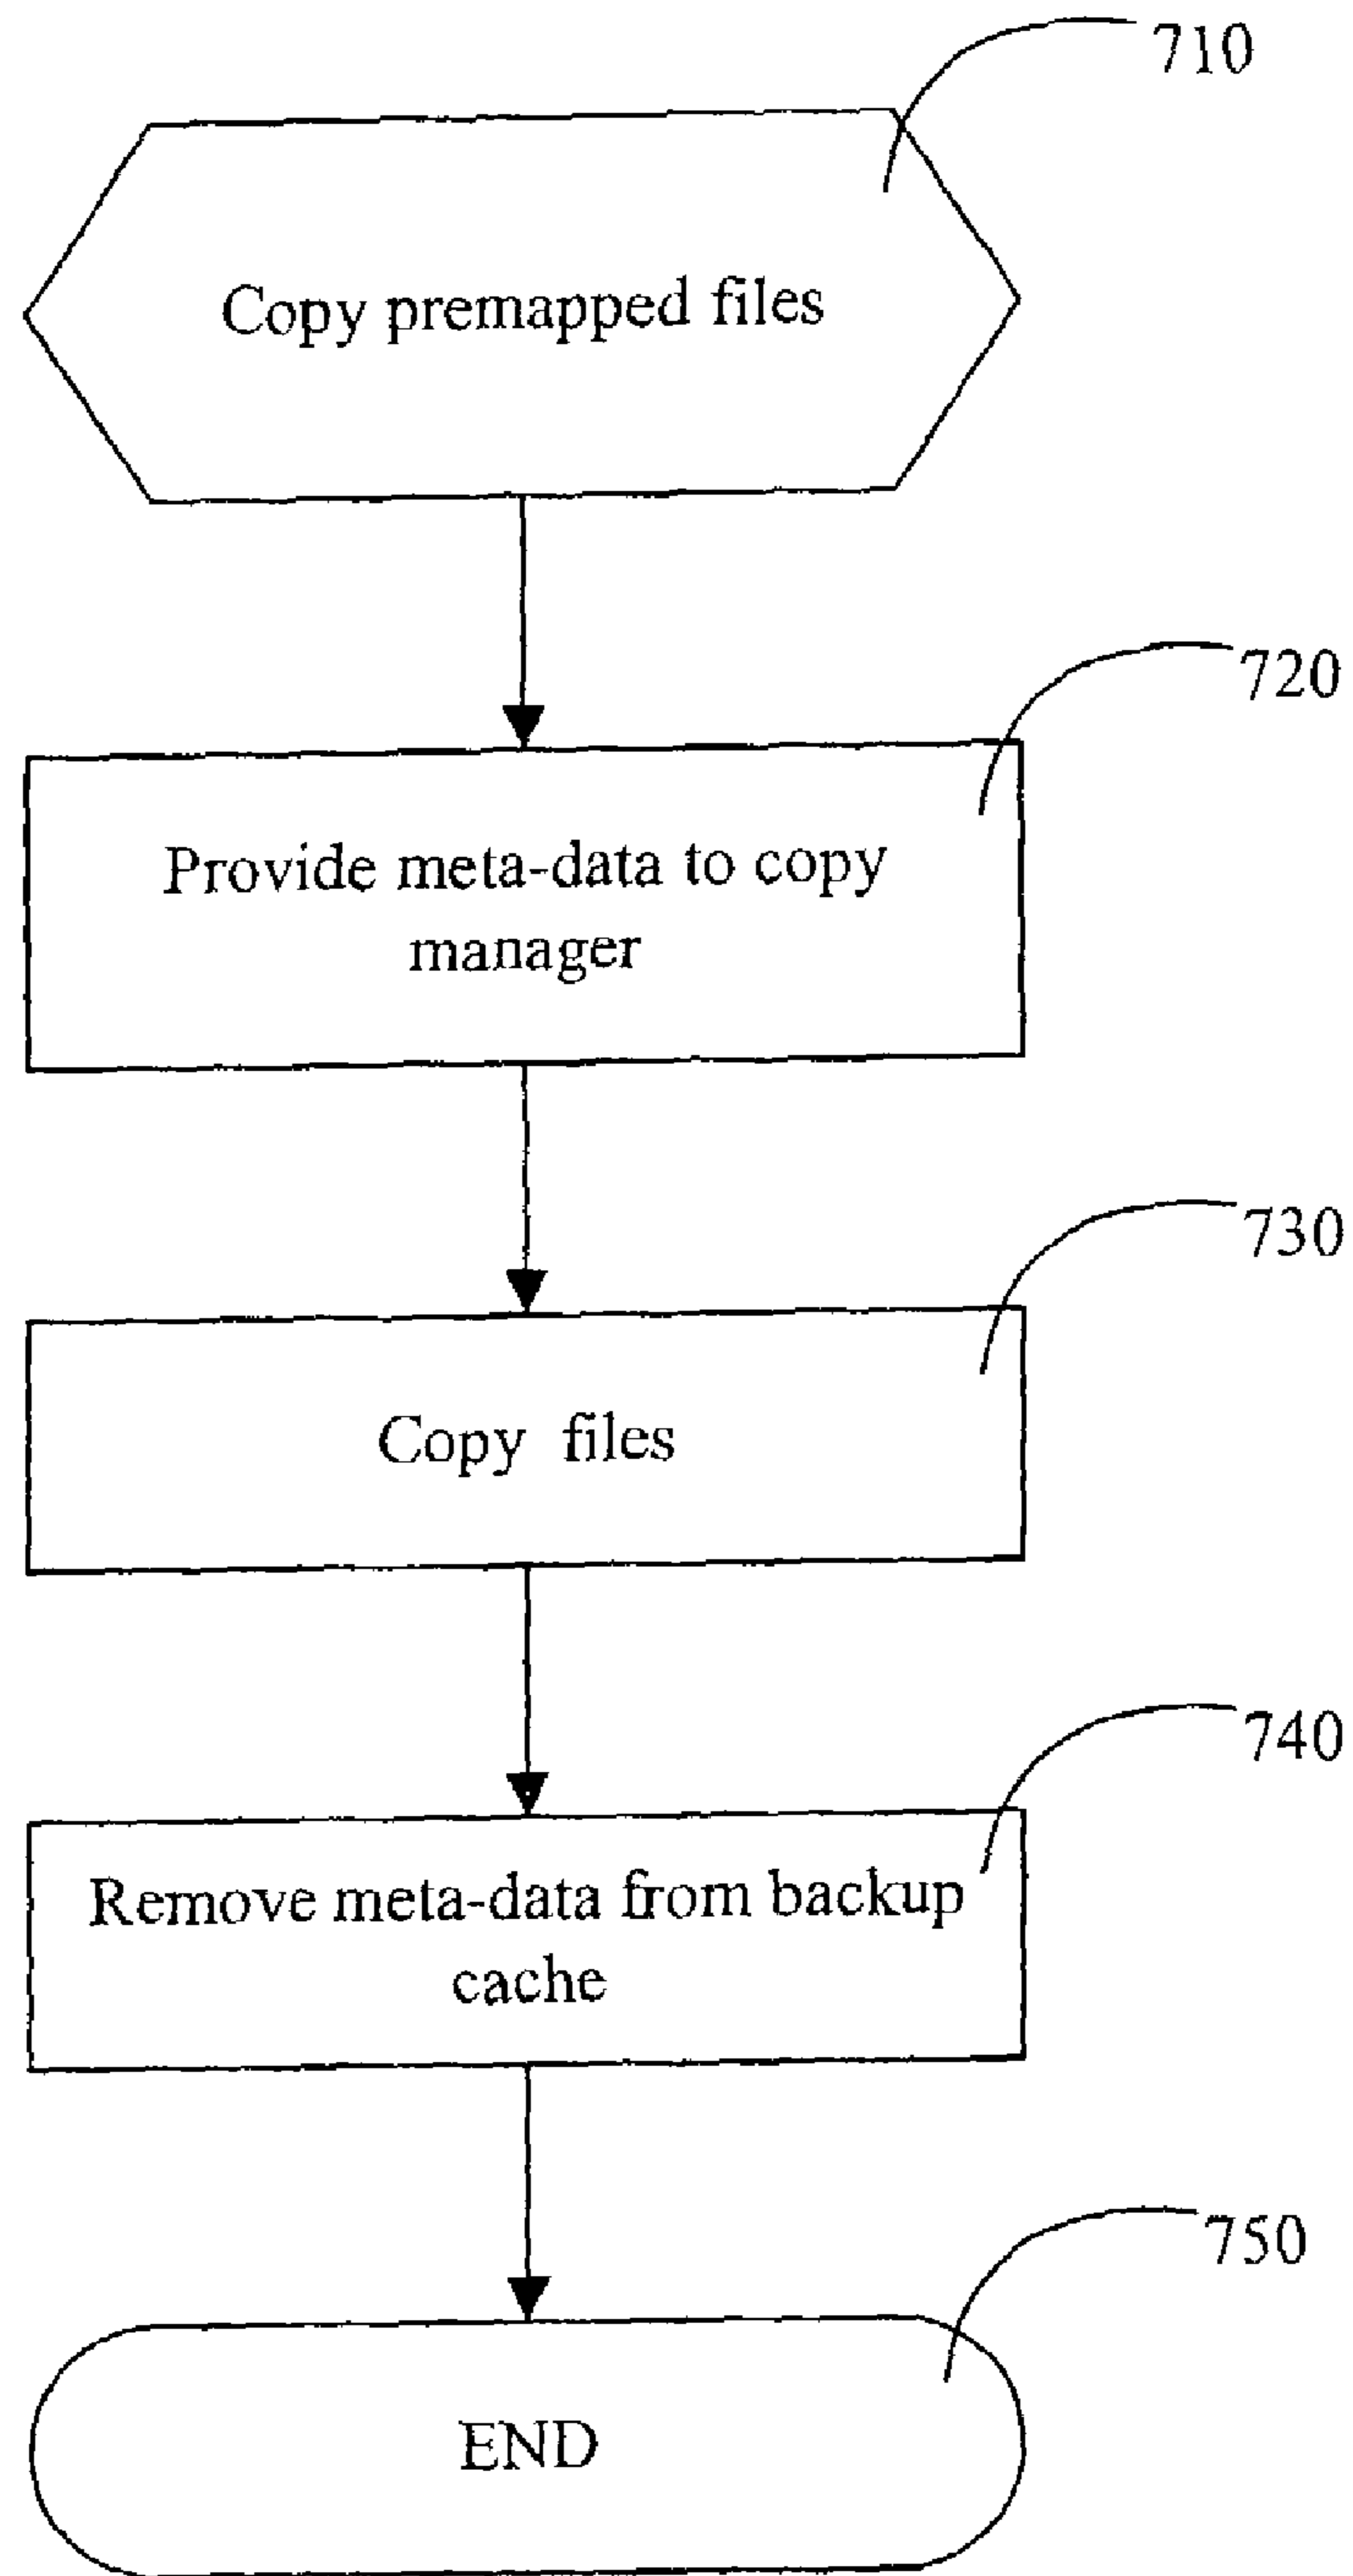 710
Copy premapped files
720
Provide meta-data to copy
manager
730
Copy files
740
Remove meta-data from backup
cache
750
END